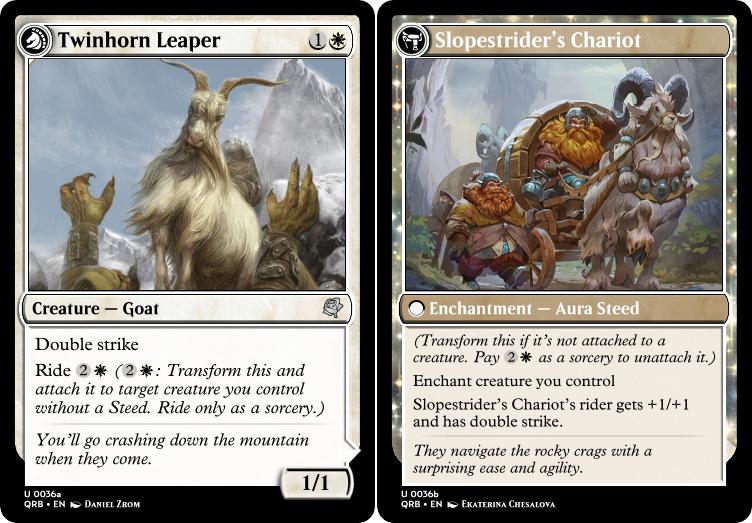 Twinhorn Leaper 1
Creature — Goat
Double strike
Ride 2 (2: Transform this and
attach it to target creature you control
without a Steed. Ride only as a sorcery.)
You'll go crashing down the mountain
when they come.
1/1
U 0036a
QRB • EN DANIEL ZROM
Slopestrider's Chariot
Enchantment — Aura Steed
(Transform this if it's not attached to a
creature. Pay 2 as a sorcery to unattach it.)
Enchant creature you control
Slopestrider's Chariot's rider gets +1/+1
and has double strike.
They navigate the rocky crags with a
surprising ease and agility.
U 0036b
QRB • EN EKATERINA CHESALOVA